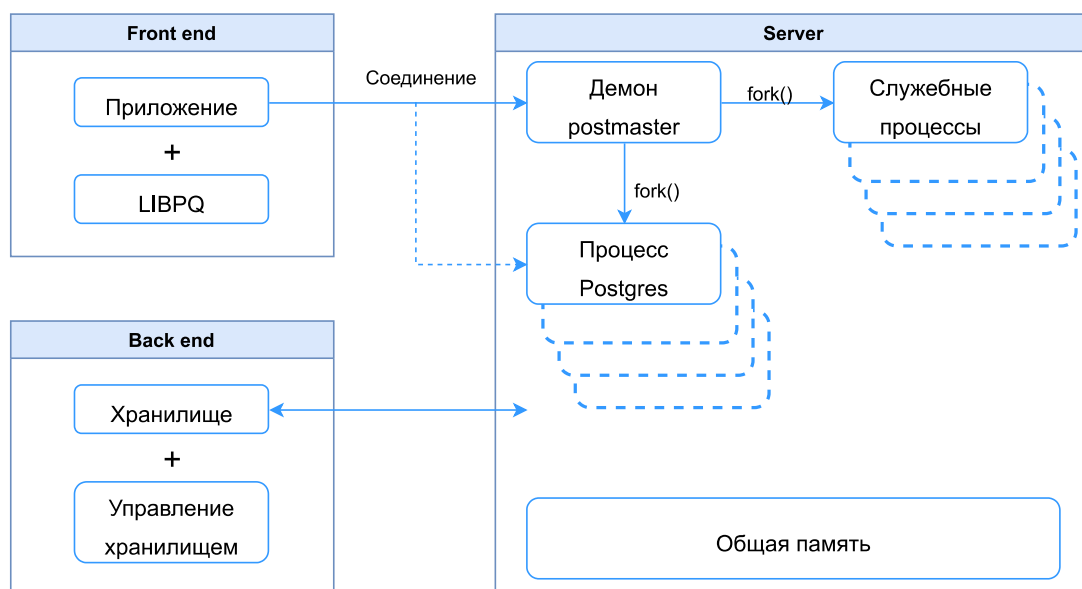 Front end
Приложение
+
LIBPQ
Соединение
Server
Демон
postmaster
fork()
Служебные
процессы
fork()
Процесс
Postgres
Back end
Хранилище
+
Управление
хранилищем
Общая память